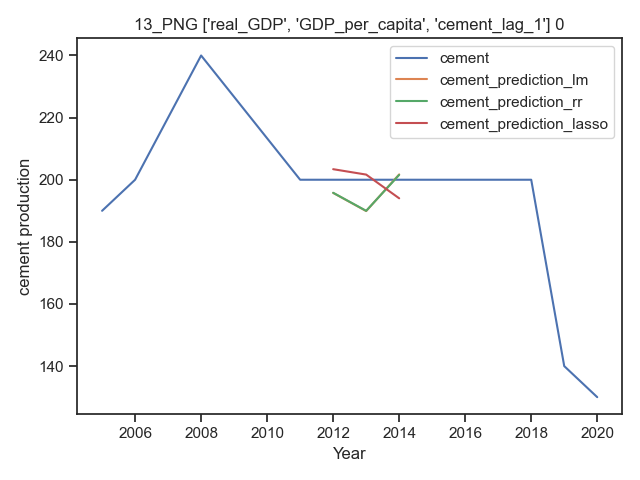 13_PNG ['real_GDP', 'GDP_per_capita', 'cement_lag_1'] 0
cement
cement_prediction_lm
cement_prediction_rr
cement_prediction_lasso
240
220
200
180
160
140
cement production
2006 2008 2010 2012 2014 2016 2018 2020
Year